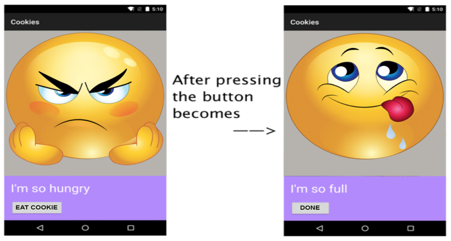 5:10
Cookies
I'm so hungry
EAT COOKIE
After pressing
the button
becomes
——>
5:10
Cookies
I'm so full
DONE